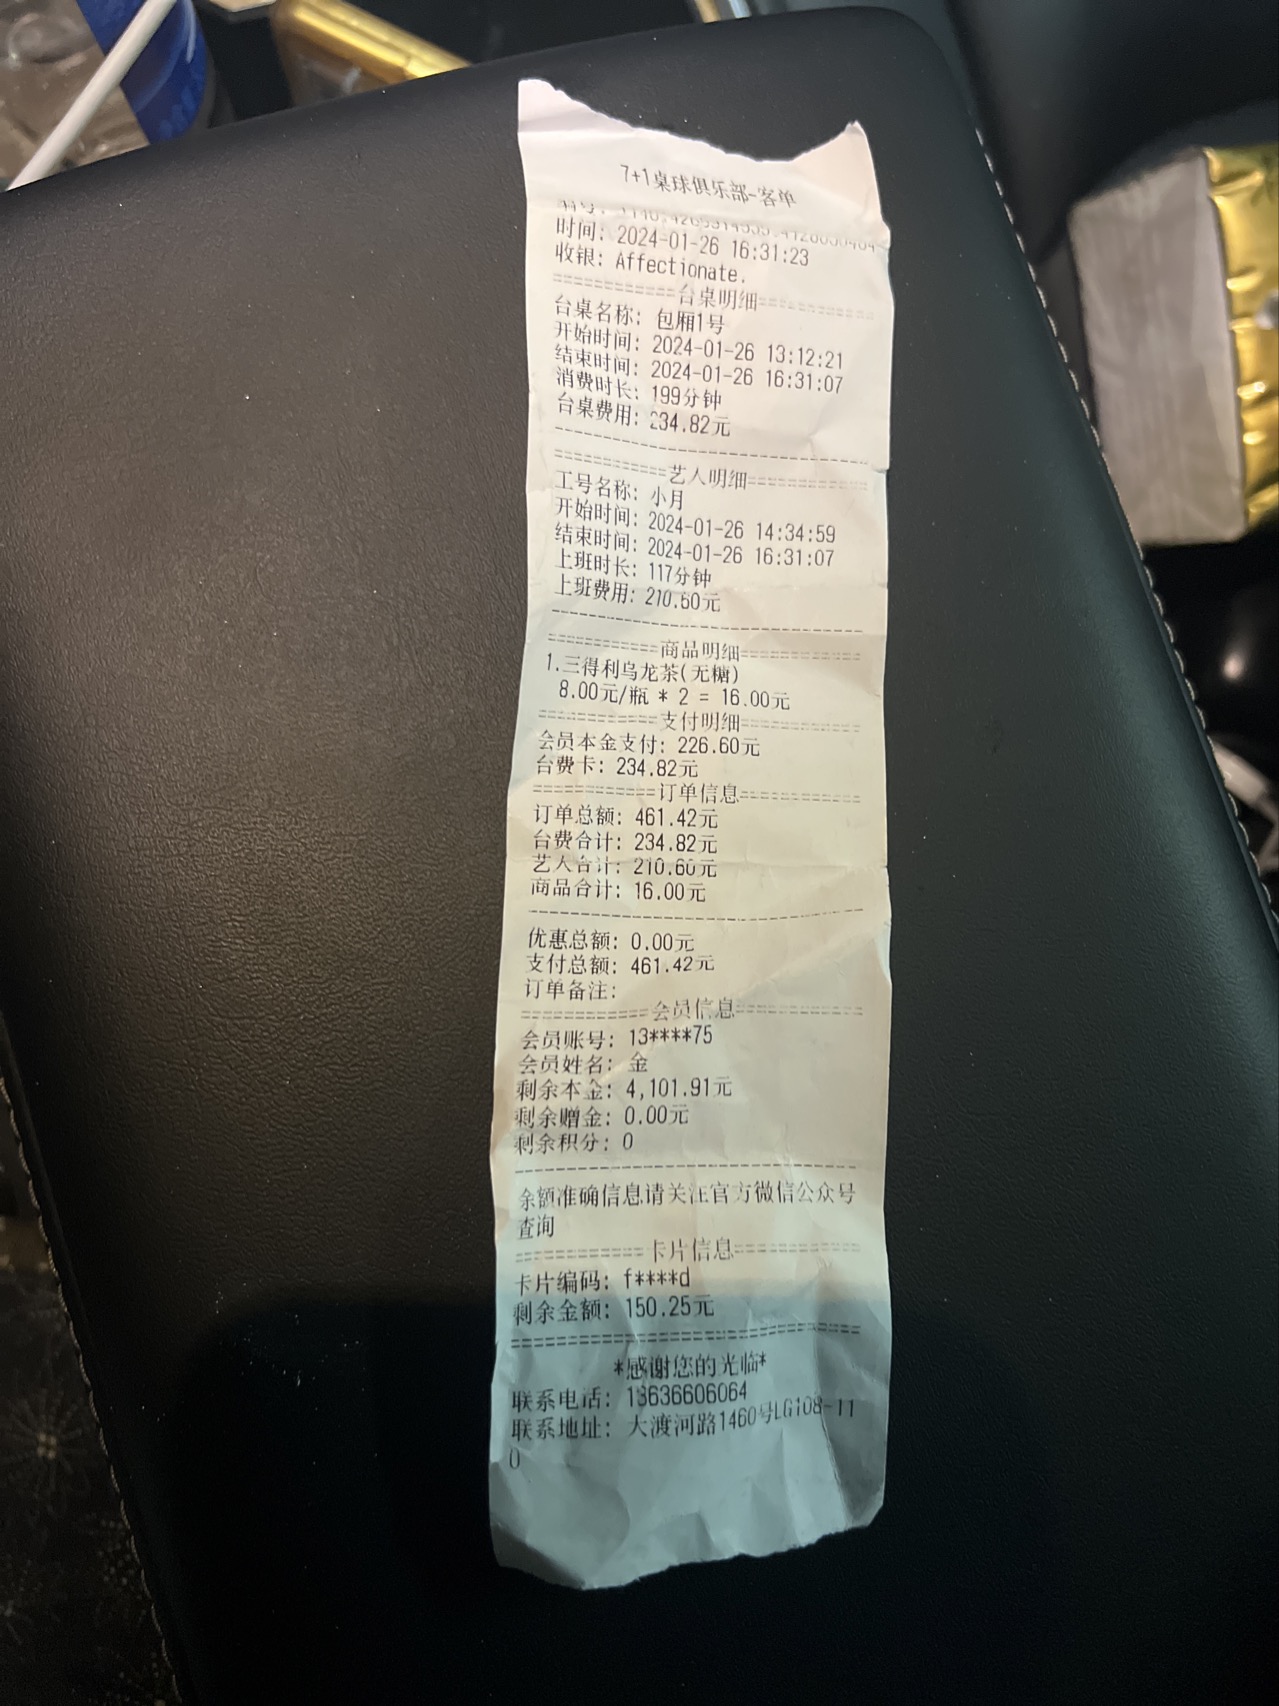 7+1桌球俱乐部-客单
时间: 2024-01-26 16:31:23
收银: Affectionate.
============台桌明细============
台桌名称: 包厢1号
开始时间: 2024-01-26 13:12:21
结束时间: 2024-01-26 16:31:07
消费时长: 199分钟
台桌费用: 234.82元
--------------------------------
============艺人明细============
工号名称: 小月
开始时间: 2024-01-26 14:34:59
结束时间: 2024-01-26 16:31:07
上班时长: 117分钟
上班费用: 210.60元
--------------------------------
============商品明细============
1.三得利乌龙茶(无糖)
8.00元/瓶 * 2 = 16.00元
============支付明细============
会员本金支付: 226.60元
台费卡: 234.82元
============订单信息============
订单总额: 461.42元
台费合计: 234.82元
艺人合计: 210.60元
商品合计: 16.00元
--------------------------------
优惠总额: 0.00元
支付总额: 461.42元
订单备注:
============会员信息============
会员账号: 13****75
会员姓名: 金
剩余本金: 4,101.91元
剩余赠金: 0.00元
剩余积分: 0
--------------------------------
余额准确信息请关注官方微信公众号
查询
============卡片信息============
卡片编码: f****d
剩余金额: 150.25元
================================
*感谢您的光临*
联系电话: 13636606064
联系地址: 大渡河路1460号LG108-11
0